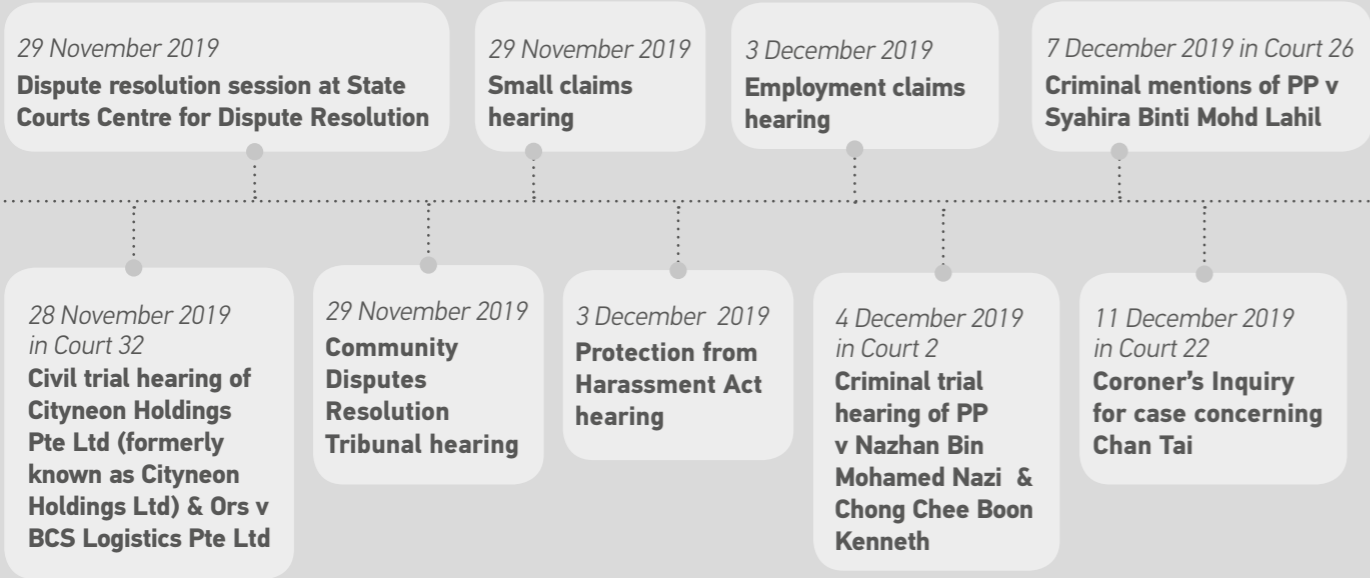 29 November 2019
Dispute resolution session at State
Courts Centre for Dispute Resolution
29 November 2019
Small claims
hearing
3 December 2019
Employment claims
hearing
7 December 2019 in Court 26
Criminal mentions of PP v
Syahira Binti Mohd Lahil
28 November 2019
in Court 32
Civil trial hearing of
Cityneon Holdings
Pte Ltd (formerly
known as Cityneon
Holdings Ltd) & Ors v
BCS Logistics Pte Ltd
29 November 2019
Community
Disputes
Resolution
Tribunal hearing
3 December 2019
Protection from
Harassment Act
hearing
4 December 2019
in Court 2
Criminal trial
hearing of PP
v Nazhan Bin
Mohamed Nazi &
Chong Chee Boon
Kenneth
11 December 2019
in Court 22
Coroner’s Inquiry
for case concerning
Chan Tai